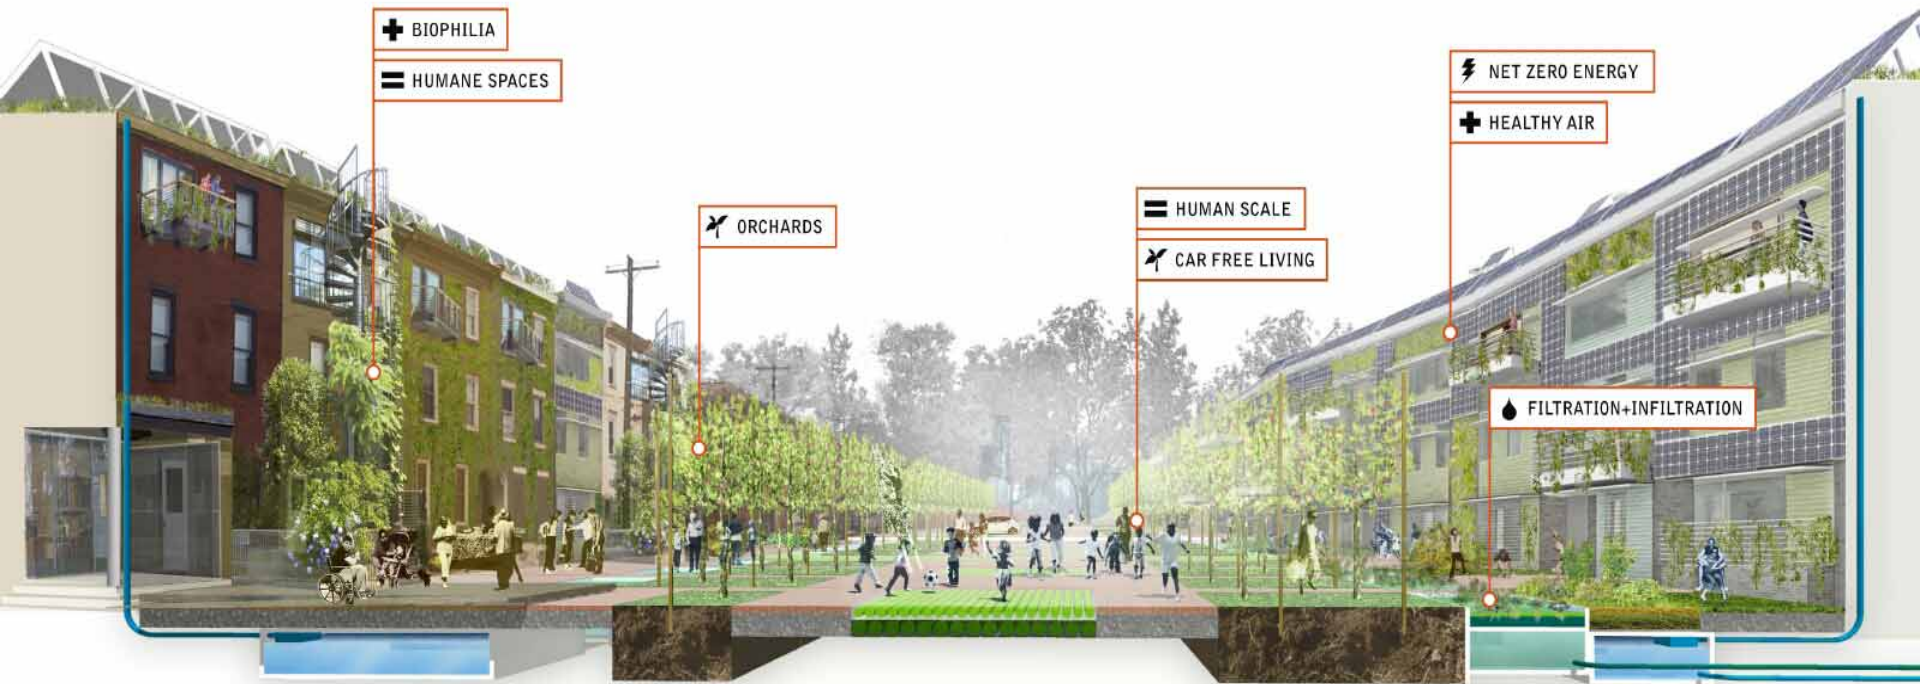 BIOPHILIA
HUMANE SPACES
ORCHARDS
HUMAN SCALE
CAR FREE LIVING
NET ZERO ENERGY
HEALTHY AIR
FILTRATION+INFILTRATION